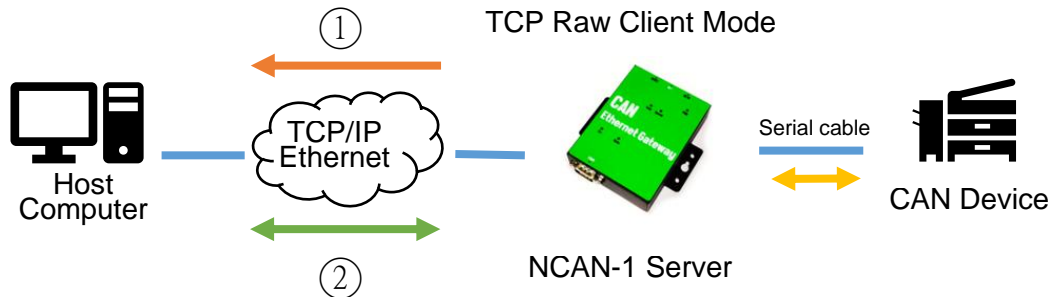 ①
TCP Raw Client Mode
TCP/IP
Ethernet
CAN
Ethernet Gateway
Serial cable
Host
Computer
CAN Device
NCAN-1 Server
②